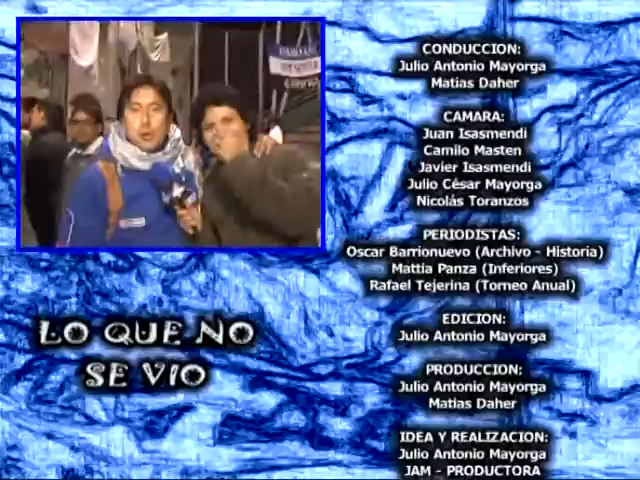 LO QUE NO
SE VIO
CONDUCCION:
Julio Antonio Mayorga
Matias Daher
CAMARA:
Juan Isasmendi
Camilo Masten
Javier Isasmendi
Julio César Mayorga
Nicolás Toranzos
PERIODISTAS:
Oscar Barrionuevo (Archivo - Historia)
Mattia Panza (Inferiores)
Rafael Tejerina (Torneo Anual)
EDICION:
Julio Antonio Mayorga
PRODUCCION:
Julio Antonio Mayorga
Matias Daher
IDEA Y REALIZACION:
Julio Antonio Mayorga
JAM - PRODUCTORA